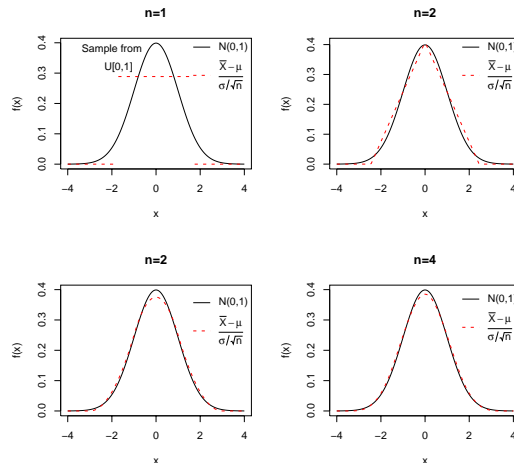 n=1
Sample from
U[0,1]
N(0,1)
X̅−μ
σ/√n
f(x)
0.0 0.1 0.2 0.3 0.4
−4 −2 0 2 4
x
n=2
N(0,1)
X̅−μ
σ/√n
f(x)
0.0 0.1 0.2 0.3 0.4
−4 −2 0 2 4
x
n=2
N(0,1)
X̅−μ
σ/√n
f(x)
0.0 0.1 0.2 0.3 0.4
−4 −2 0 2 4
x
n=4
N(0,1
X̅−μ
σ/√n
f(x)
0.0 0.1 0.2 0.3 0.4
−4 −2 0 2 4
x